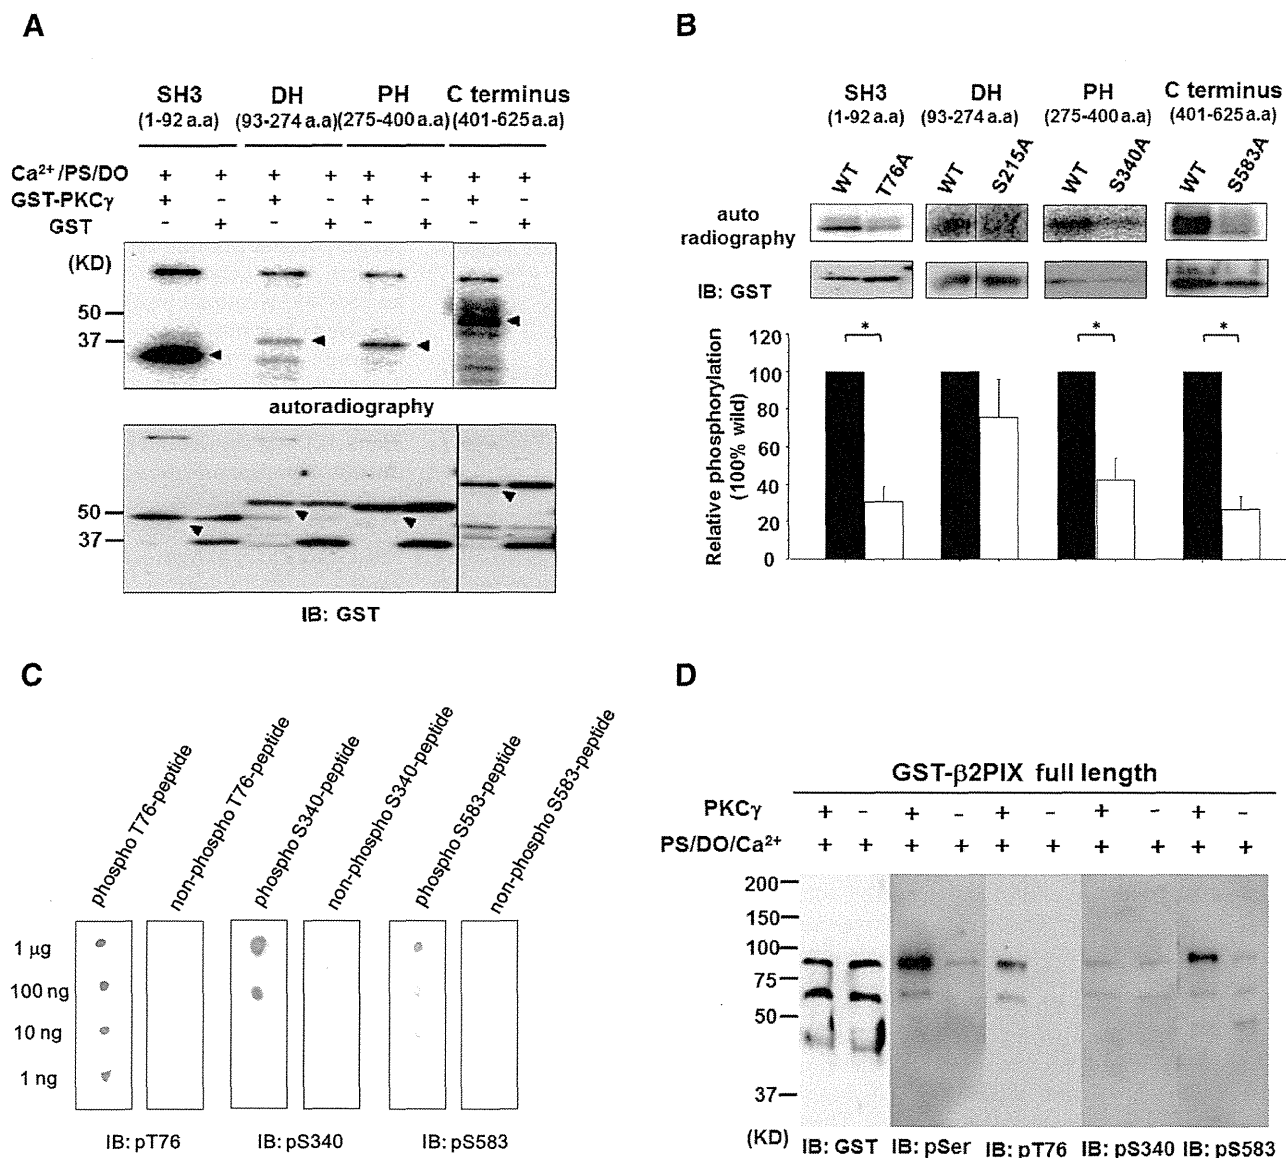 A
SH3 DH PH C terminus
(1-92 a.a) (93-274 a.a) (275-400 a.a) (401-625 a.a)
Ca²⁺/PS/DO + + + + + + + +
GST-PKCγ + - + - + - + -
GST - + - + - + - +
(KD)
50
37
autoradiography
50
37
IB: GST
B
SH3 DH PH C terminus
(1-92 a.a) (93-274 a.a) (275-400 a.a) (401-625 a.a)
WT T76A WT S215A WT S340A WT S583A
auto
radiography
IB: GST
Relative phosphorylation
(100% wild)
120
100
80
60
40
20
0
* * *
C
phospho T76-peptide
non-phospho T76-peptide
phospho S340-peptide
non-phospho S340-peptide
phospho S583-peptide
non-phospho S583-peptide
1 μg
100 ng
10 ng
1 ng
IB: pT76 IB: pS340 IB: pS583
D
GST-β2PIX full length
PKCγ + - + - + - + - + -
PS/DO/Ca²⁺ + + + + + + + + + +
200
150
100
75
50
37
(KD)
IB: GST IB: pSer IB: pT76 IB: pS340 IB: pS583